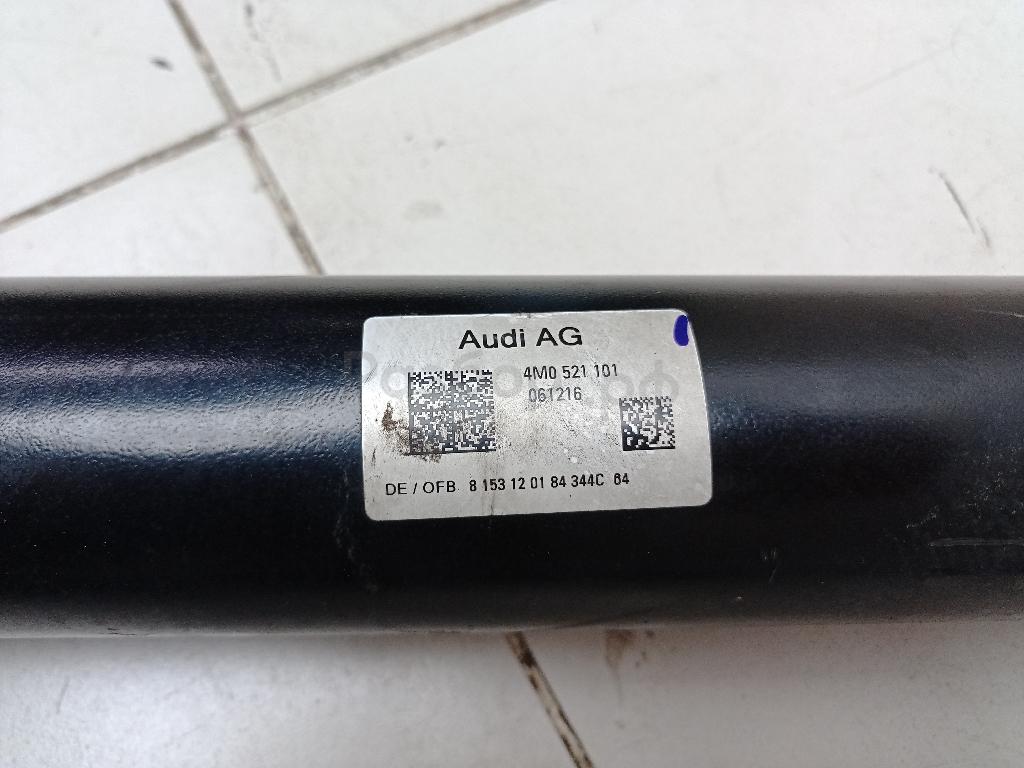 Audi AG
4M0 521 101
061216
DE / OFB 8 153 12 01 84 344C 64